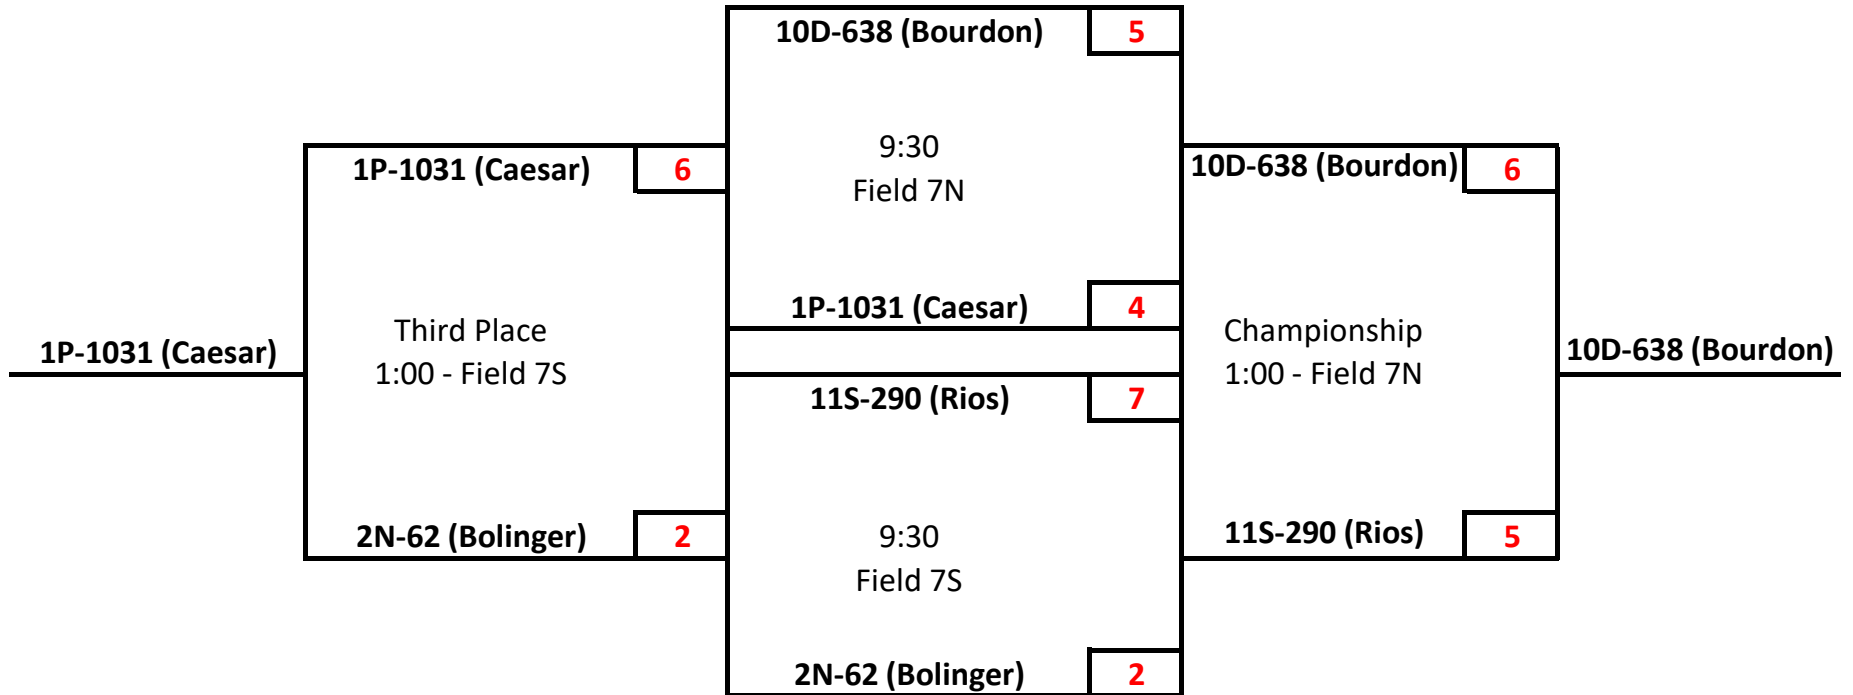 10D-638 (Bourdon) 5
9:30
Field 7N
1P-1031 (Caesar) 4
1P-1031 (Caesar) 6
Third Place
1:00 - Field 7S
2N-62 (Bolinger) 2
1P-1031 (Caesar)
11S-290 (Rios) 7
9:30
Field 7S
2N-62 (Bolinger) 2
10D-638 (Bourdon) 6
Championship
1:00 - Field 7N
11S-290 (Rios) 5
10D-638 (Bourdon)